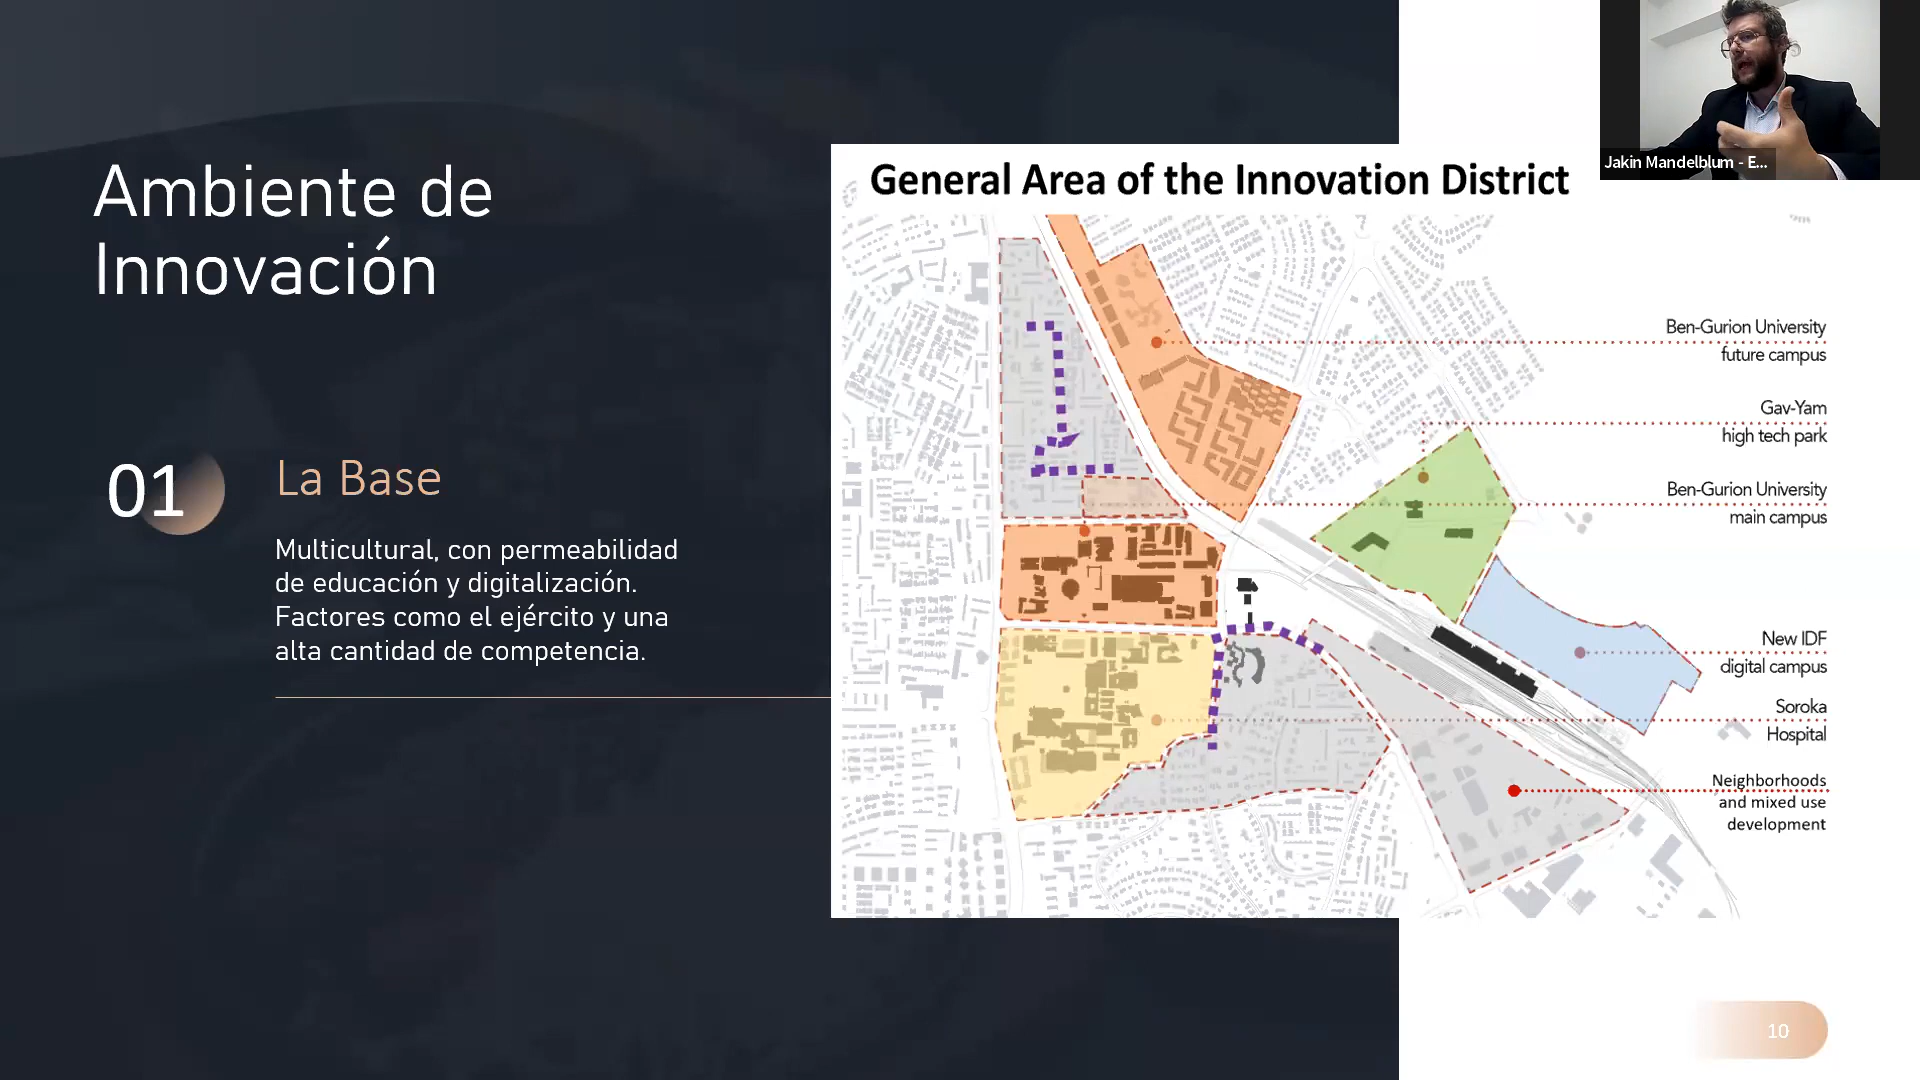 Ambiente de
Innovación
01
La Base
Multicultural, con permeabilidad
de educación y digitalización.
Factores como el ejército y una
alta cantidad de competencia.
General Area of the Innovation District
Ben-Gurion University
future campus
Gav-Yam
high tech park
Ben-Gurion University
main campus
New IDF
digital campus
Soroka
Hospital
Neighborhoods
and mixed use
development
Jakin Mandelblum - E...
10